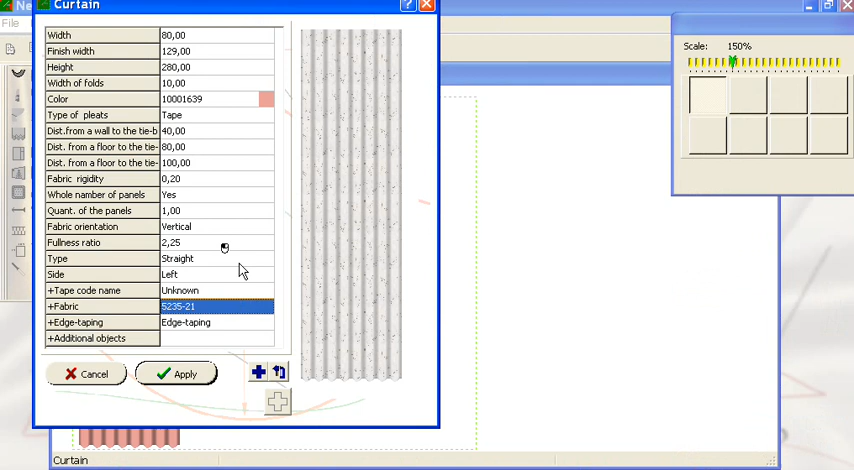 Ne
Curtain
File
Width 80,00
Finish width 129,00
Height 280,00
Width of folds 10,00
Color 10001639
Type of pleats Tape
Dist.from a wall to the tie-b 40,00
Dist. from a floor to the tie- 80,00
Dist. from a floor to the tie- 100,00
Fabric rigidity 0,20
Whole namber of panels Yes
Quant. of the panels 1,00
Fabric orientation Vertical
Fullness ratio 2,25
Type Straight
Side Left
+Tape code name Unknown
+Fabric 5235-21
+Edge-taping Edge-taping
+Additional objects
Cancel Apply
Scale: 150%
Curtain